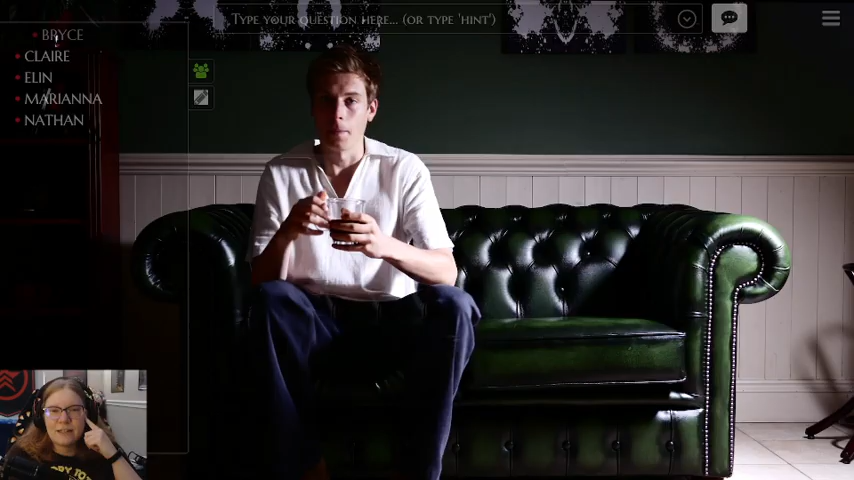 Type your question here... (or type 'hint')
Bryce
Claire
Elin
Marianna
Nathan